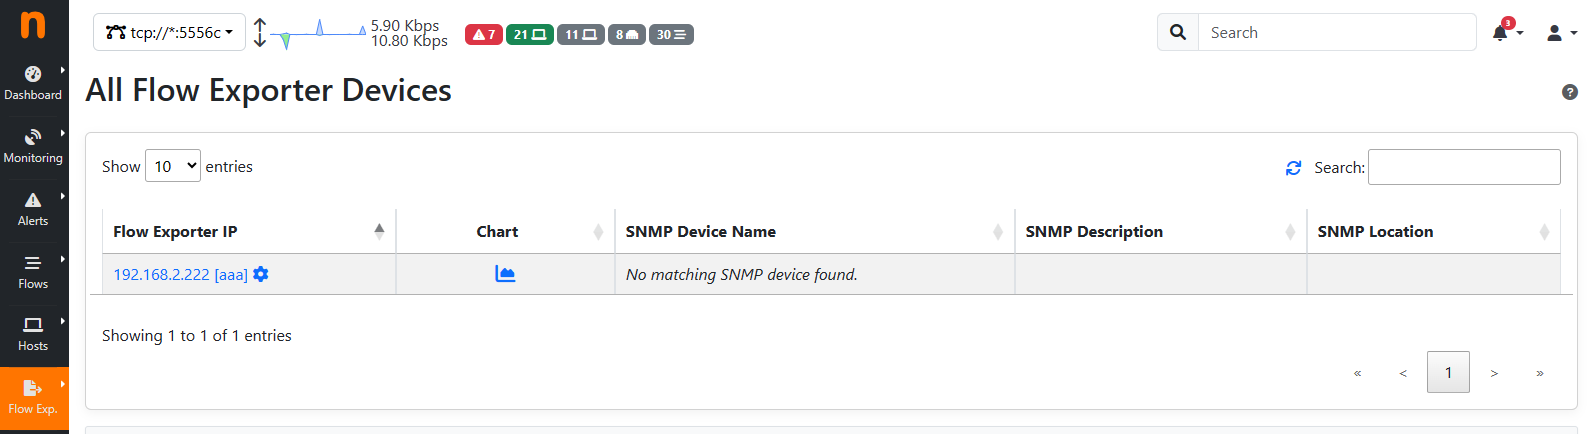 n
tcp://*:5556c
5.90 Kbps
10.80 Kbps
7
21
11
8
30
Search
3
Dashboard
Monitoring
Alerts
Flows
Hosts
Flow Exp.
All Flow Exporter Devices
Show 10 entries
Search:
Flow Exporter IP Chart SNMP Device Name SNMP Description SNMP Location
192.168.2.222 [aaa] No matching SNMP device found.
Showing 1 to 1 of 1 entries
« < 1 > »